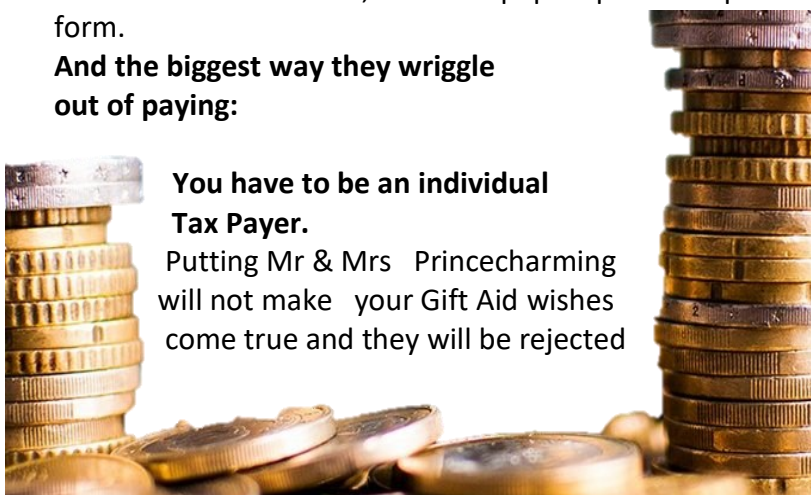 form.
And the biggest way they wriggle
out of paying:
You have to be an individual
Tax Payer.
Putting Mr & Mrs Princecharming
will not make your Gift Aid wishes
come true and they will be rejected